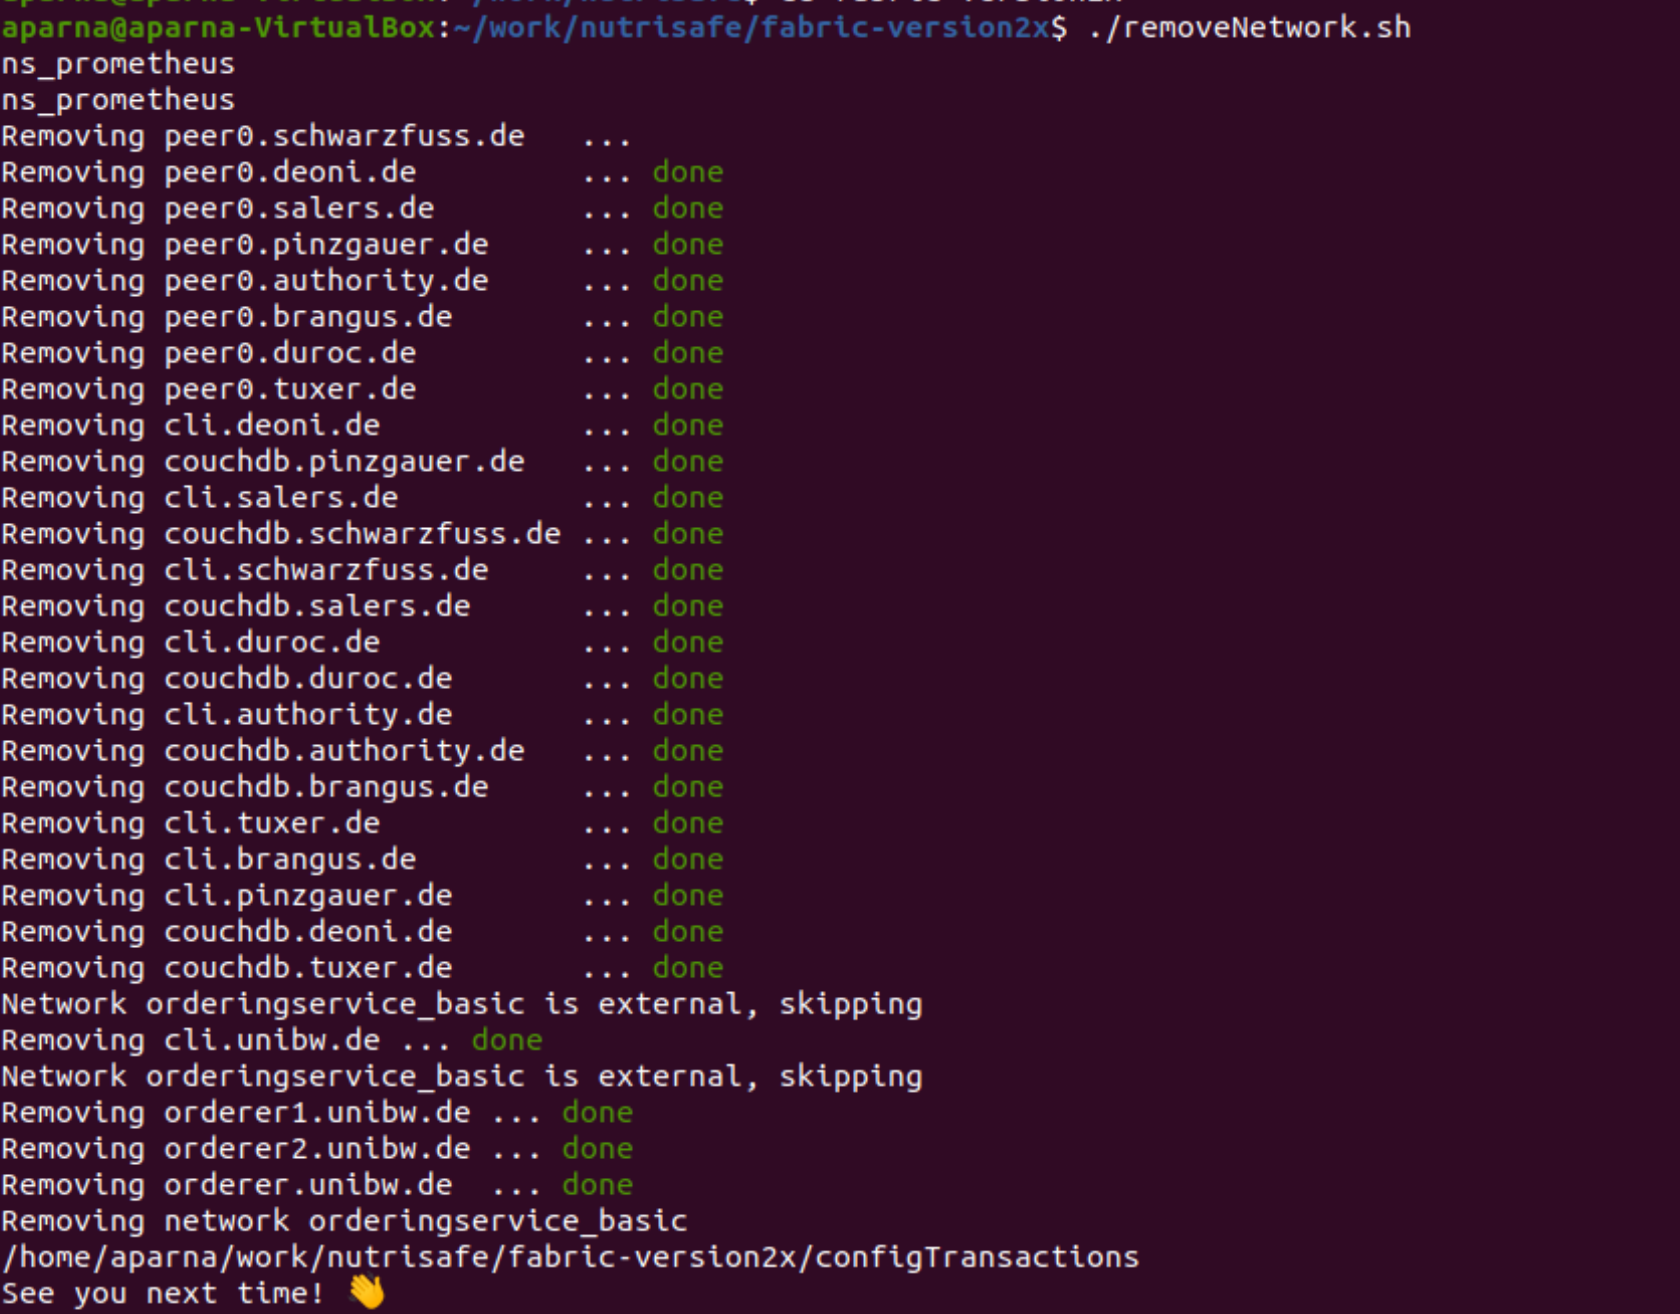 aparna@aparna-VirtualBox:~/work/nutrisafe/fabric-version2x$ ./removeNetwork.sh
ns_prometheus
ns_prometheus
Removing peer0.schwarzfuss.de   ...
Removing peer0.deoni.de         ... done
Removing peer0.salers.de        ... done
Removing peer0.pinzgauer.de     ... done
Removing peer0.authority.de     ... done
Removing peer0.brangus.de       ... done
Removing peer0.duroc.de         ... done
Removing peer0.tuxer.de         ... done
Removing cli.deoni.de           ... done
Removing couchdb.pinzgauer.de   ... done
Removing cli.salers.de          ... done
Removing couchdb.schwarzfuss.de ... done
Removing cli.schwarzfuss.de     ... done
Removing couchdb.salers.de      ... done
Removing cli.duroc.de           ... done
Removing couchdb.duroc.de       ... done
Removing cli.authority.de       ... done
Removing couchdb.authority.de   ... done
Removing couchdb.brangus.de     ... done
Removing cli.tuxer.de           ... done
Removing cli.brangus.de         ... done
Removing cli.pinzgauer.de       ... done
Removing couchdb.deoni.de       ... done
Removing couchdb.tuxer.de       ... done
Network orderingservice_basic is external, skipping
Removing cli.unibw.de ... done
Network orderingservice_basic is external, skipping
Removing orderer1.unibw.de ... done
Removing orderer2.unibw.de ... done
Removing orderer.unibw.de  ... done
Removing network orderingservice_basic
/home/aparna/work/nutrisafe/fabric-version2x/configTransactions
See you next time! 👋